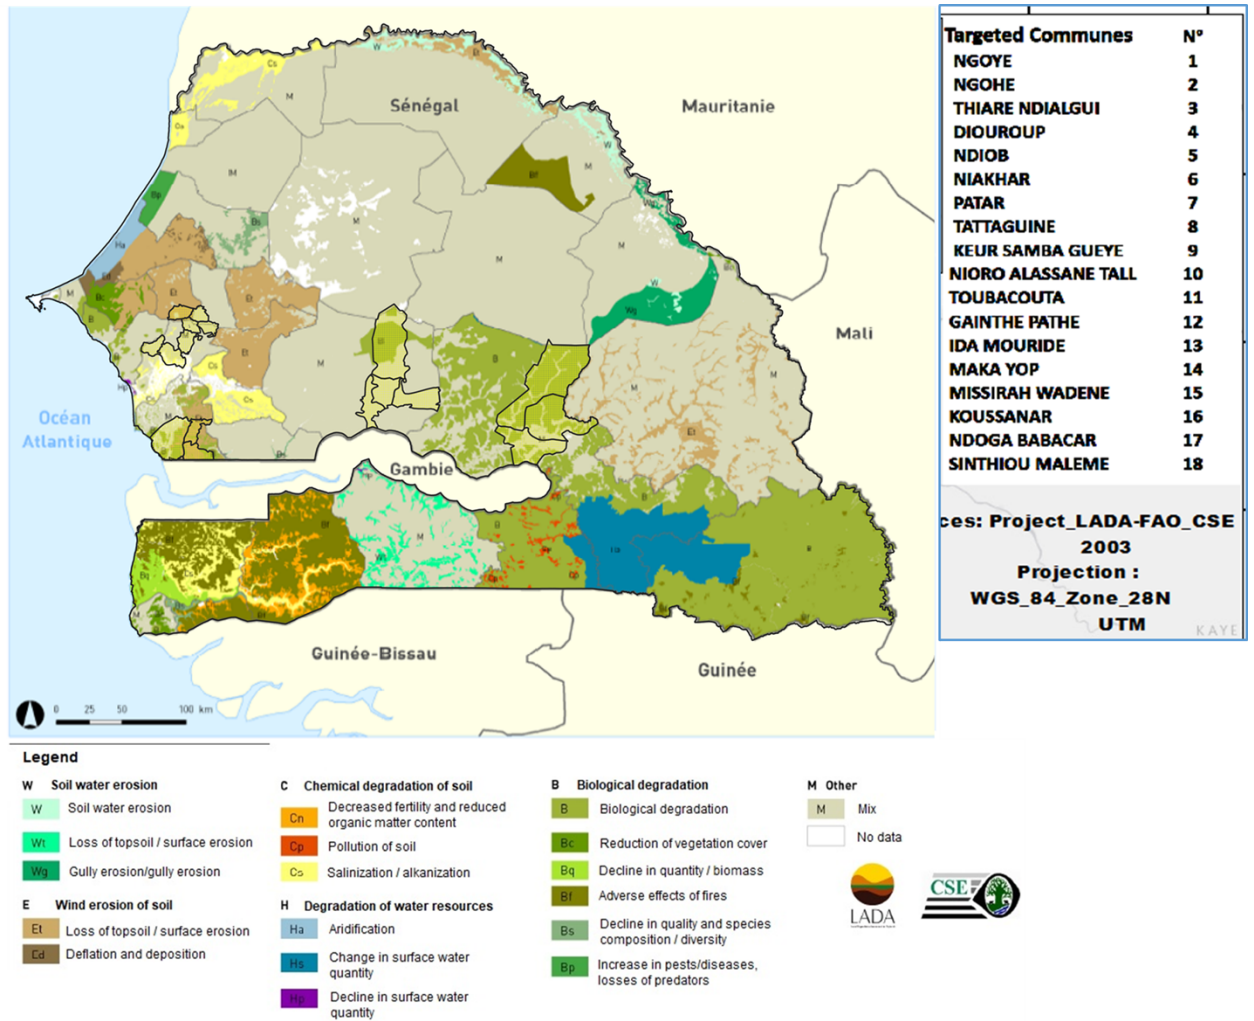 Sénégal
Mauritanie
Mali
Océan
Atlantique
Gambie
Guinée-Bissau
Guinée
0 25 50 100 km
Targeted Communes N°
NGOYE 1
NGOHE 2
THIARE NDIALGUI 3
DIOUROUP 4
NDIOB 5
NIAKHAR 6
PATAR 7
TATTAGUINE 8
KEUR SAMBA GUEYE 9
NIORO ALASSANE TALL 10
TOUBACOUTA 11
GAINTHE PATHE 12
IDA MOURIDE 13
MAKA YOP 14
MISSIRAH WADENE 15
KOUSSANAR 16
NDOGA BABACAR 17
SINTHIOU MALEME 18
ces: Project_LADA-FAO_CSE
2003
Projection :
WGS_84_Zone_28N
UTM
KAYE
Legend
W Soil water erosion
W Soil water erosion
Wt Loss of topsoil / surface erosion
Wg Gully erosion/gully erosion
E Wind erosion of soil
Et Loss of topsoil / surface erosion
Ed Deflation and deposition
C Chemical degradation of soil
Cn Decreased fertility and reduced
organic matter content
Cp Pollution of soil
Cs Salinization / alkanization
H Degradation of water resources
Ha Aridification
Hs Change in surface water
quantity
Hp Decline in surface water
quantity
B Biological degradation
B Biological degradation
Bc Reduction of vegetation cover
Bq Decline in quantity / biomass
Bf Adverse effects of fires
Bs Decline in quality and species
composition / diversity
Bp Increase in pests/diseases,
losses of predators
M Other
M Mix
No data
LADA
CSE